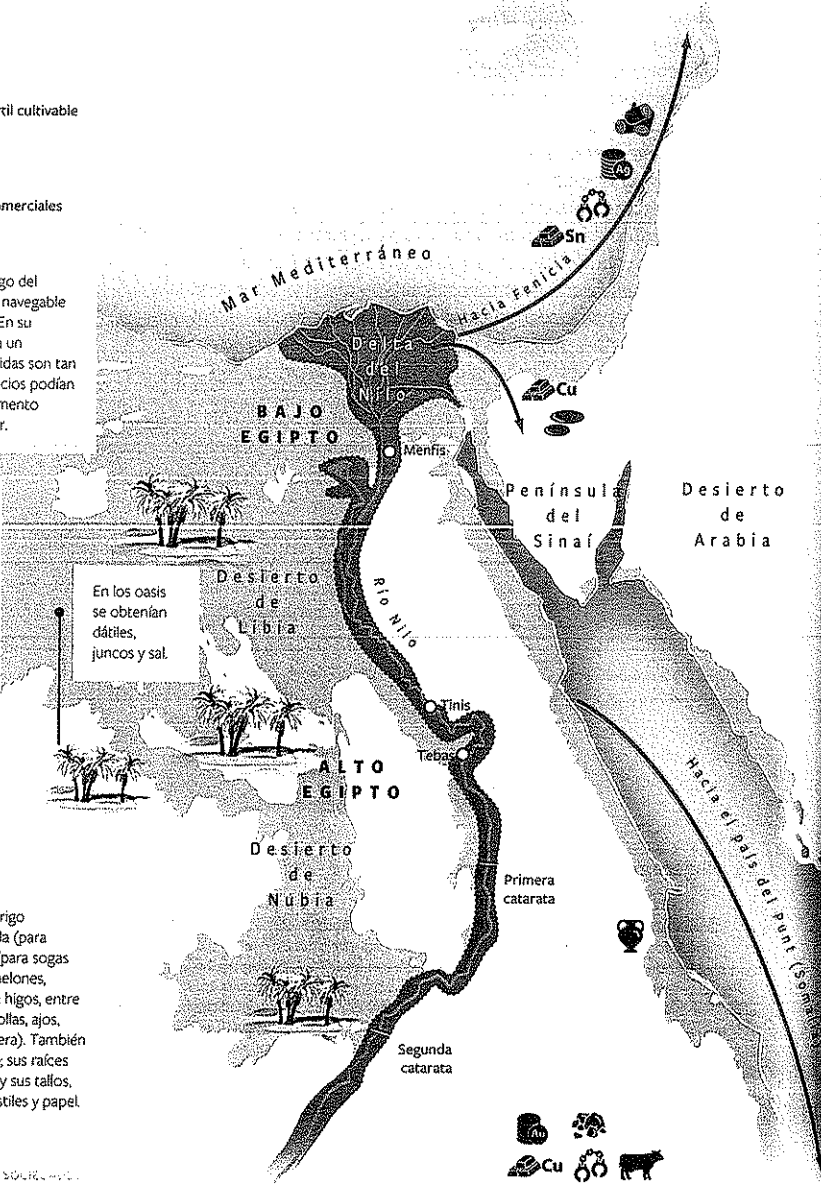 til cultivable
merciales
go del
navegable
En su
un
idas son tan
cios podían
mento
r.
Mar Mediterráneo
Hacia Fenicia
Ag
Sn
Delta
del
Nilo
Cu
BAJO
EGIPTO
Menfis
Península
del
Sinaí
Desierto
de
Arabia
En los oasis
se obtenían
dátiles,
juncos y sal.
Desierto
de
Libia
Río Nilo
Tinis
Tebas
ALTO
EGIPTO
Desierto
de
Nubia
Primera
catarata
Segunda
catarata
Hacia el país del Punt
rigo
da (para
(para sogas
elones,
higos, entre
ollas, ajos,
era). También
; sus raíces
y sus tallos,
stiles y papel.
Au
Cu